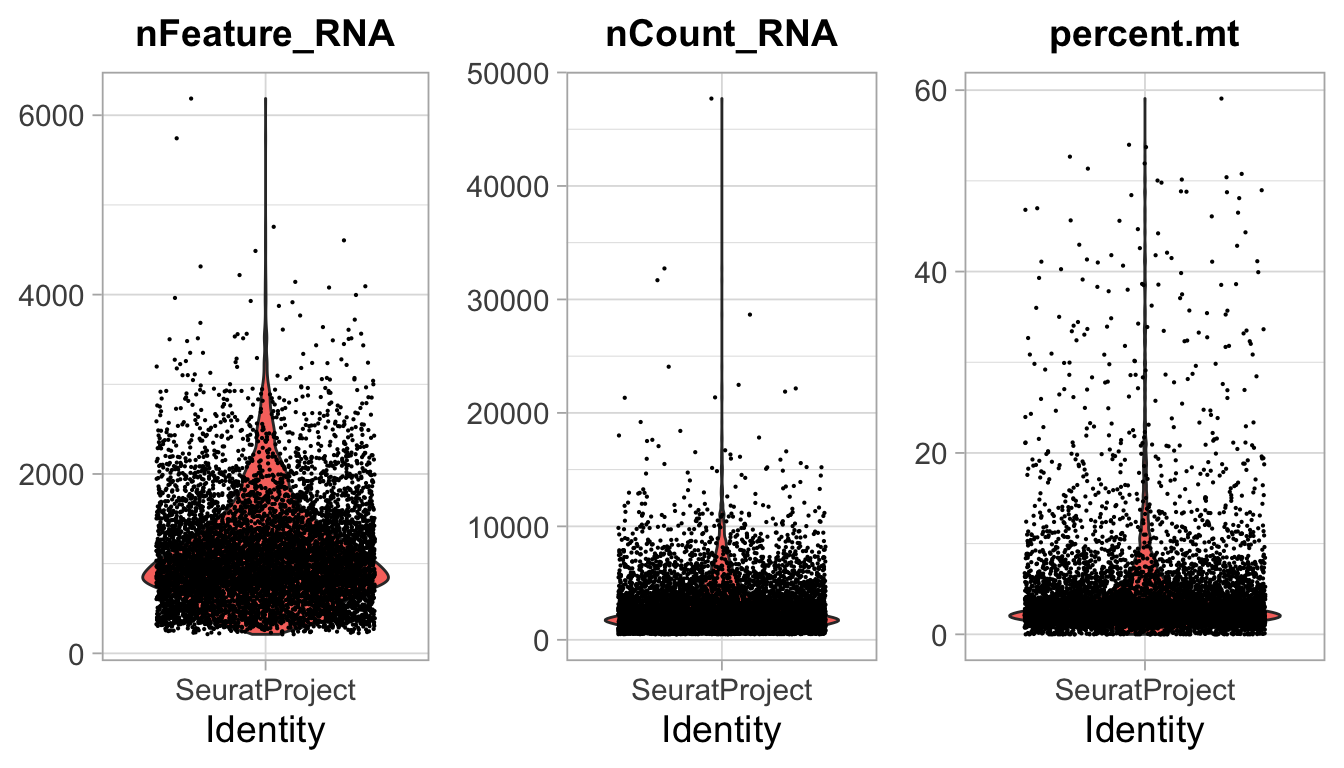 nFeature_RNA
6000
4000
2000
0
SeuratProject
Identity
nCount_RNA
50000
40000
30000
20000
10000
0
SeuratProject
Identity
percent.mt
60
40
20
0
SeuratProject
Identity